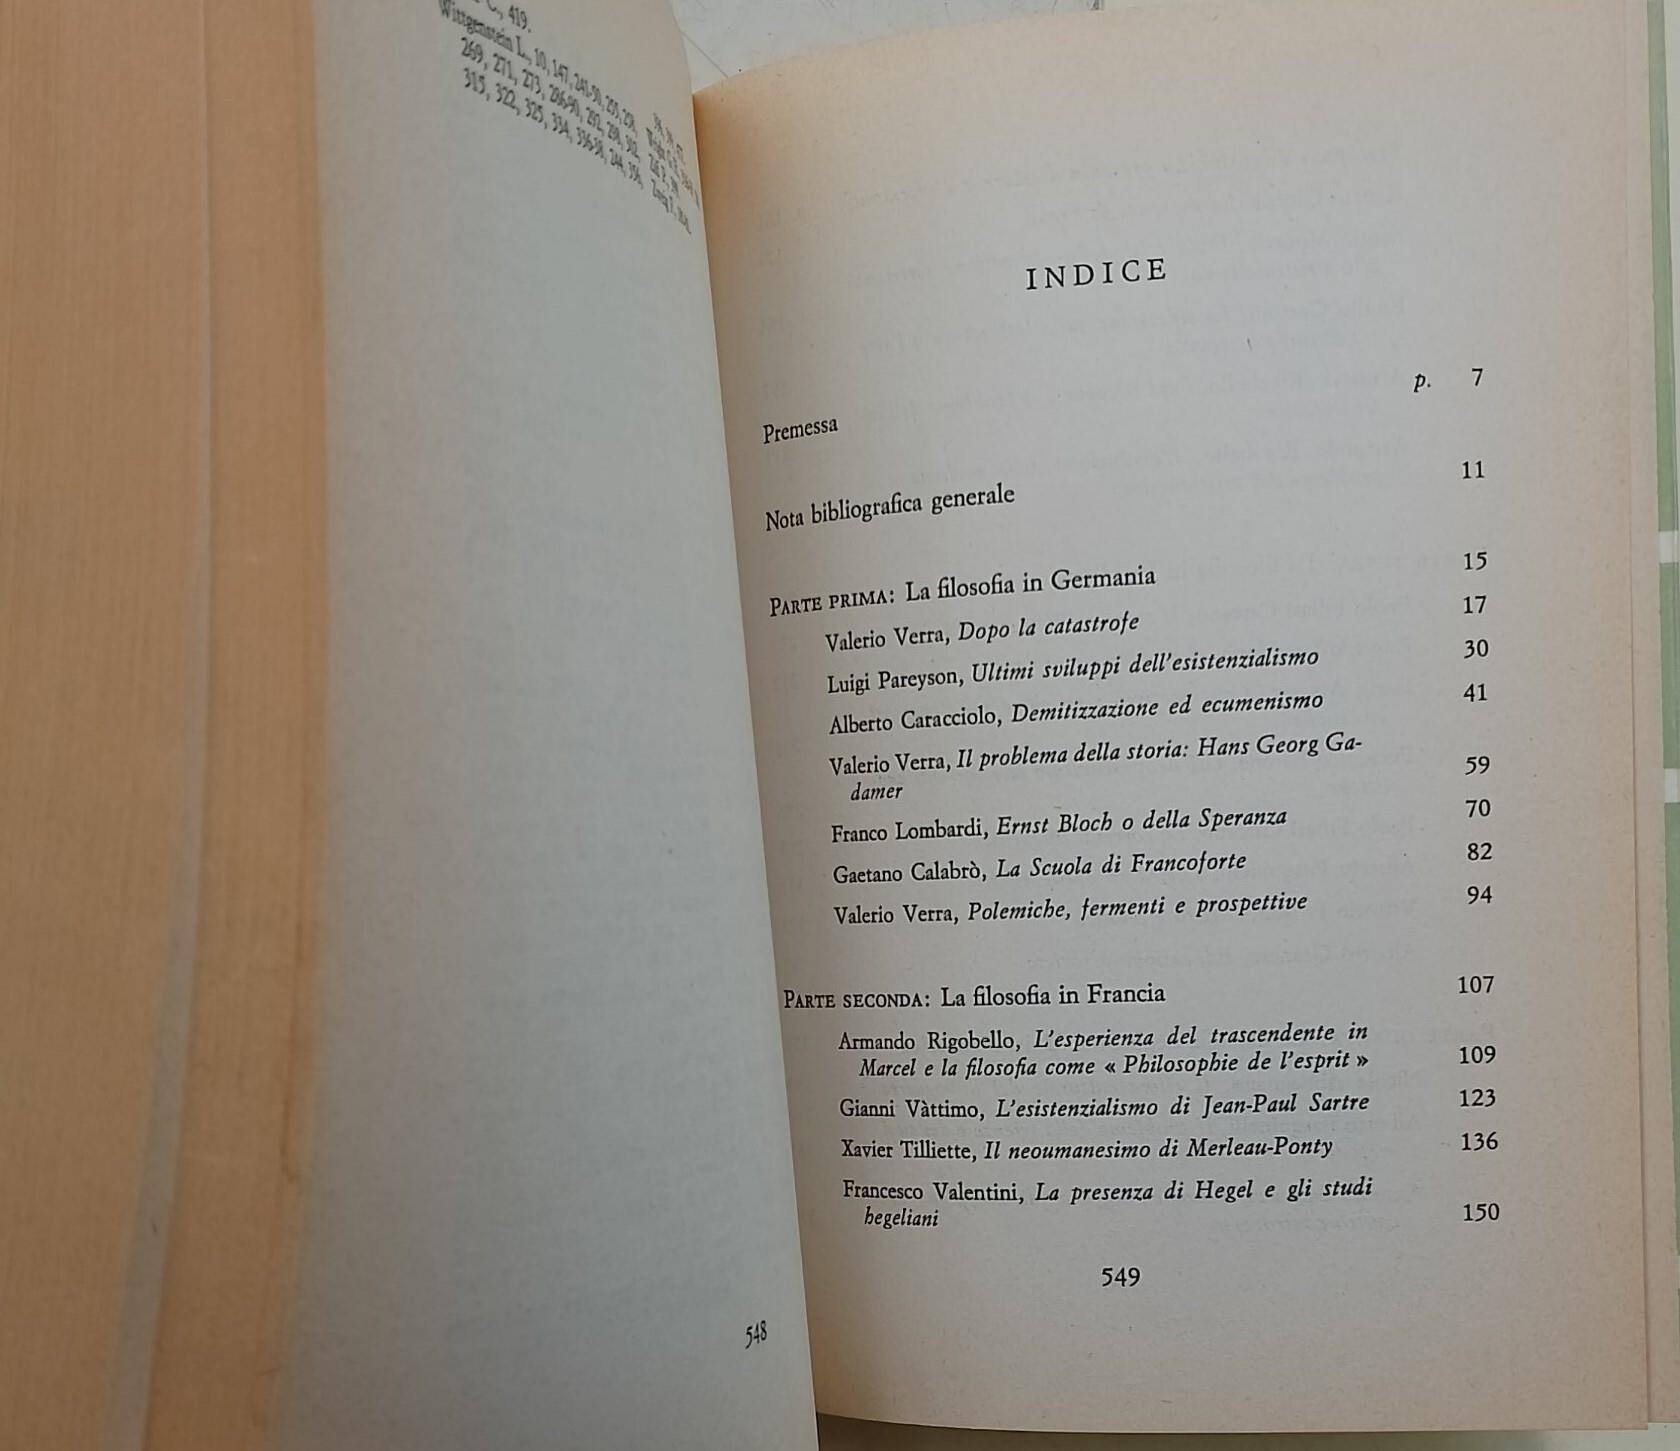 C., 419.
Wittgenstein L., 10, 147, 241-50, 255, 258,
269, 271, 273, 286-90, 292, 298, 302,
315, 322, 325, 334, 336-38, 344, 356,
548
INDICE
p. 7
Premessa
Nota bibliografica generale 11
PARTE PRIMA: La filosofia in Germania 15
Valerio Verra, Dopo la catastrofe 17
Luigi Pareyson, Ultimi sviluppi dell'esistenzialismo 30
Alberto Caracciolo, Demitizzazione ed ecumenismo 41
Valerio Verra, Il problema della storia: Hans Georg Ga-
damer 59
Franco Lombardi, Ernst Bloch o della Speranza 70
Gaetano Calabrò, La Scuola di Francoforte 82
Valerio Verra, Polemiche, fermenti e prospettive 94
PARTE SECONDA: La filosofia in Francia 107
Armando Rigobello, L'esperienza del trascendente in
Marcel e la filosofia come « Philosophie de l'esprit » 109
Gianni Vàttimo, L'esistenzialismo di Jean-Paul Sartre 123
Xavier Tilliette, Il neoumanesimo di Merleau-Ponty 136
Francesco Valentini, La presenza di Hegel e gli studi
hegeliani 150
549